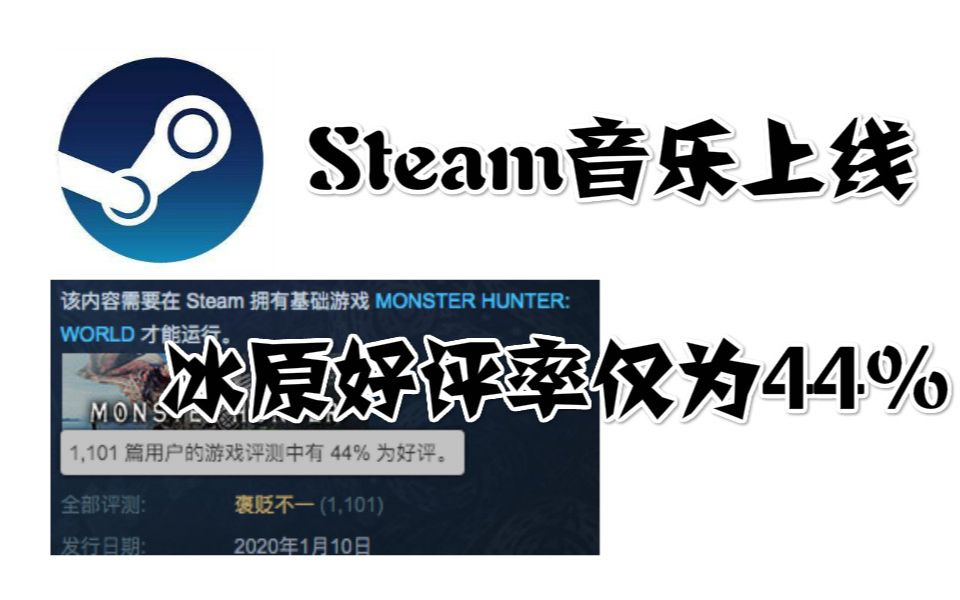 Steam音乐上线
该内容需要在 Steam 拥有基础游戏 MONSTER HUNTER:
WORLD 才能运行。
冰原好评率仅为44%
MONSTER HUNTER
1,101 篇用户的游戏评测中有 44% 为好评。
全部评测: 褒贬不一 (1,101)
发行日期: 2020年1月10日